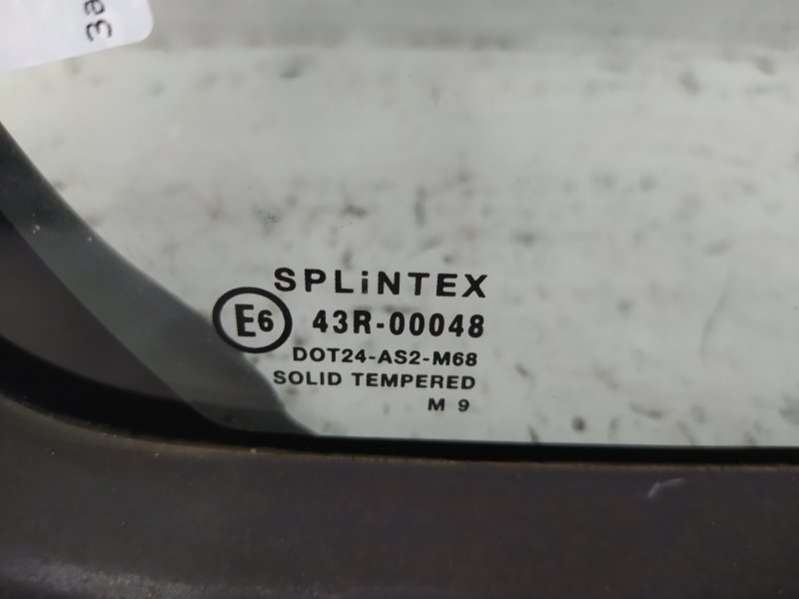 SPLiNTEX
E6 43R-00048
DOT24-AS2-M68
SOLID TEMPERED
M 9